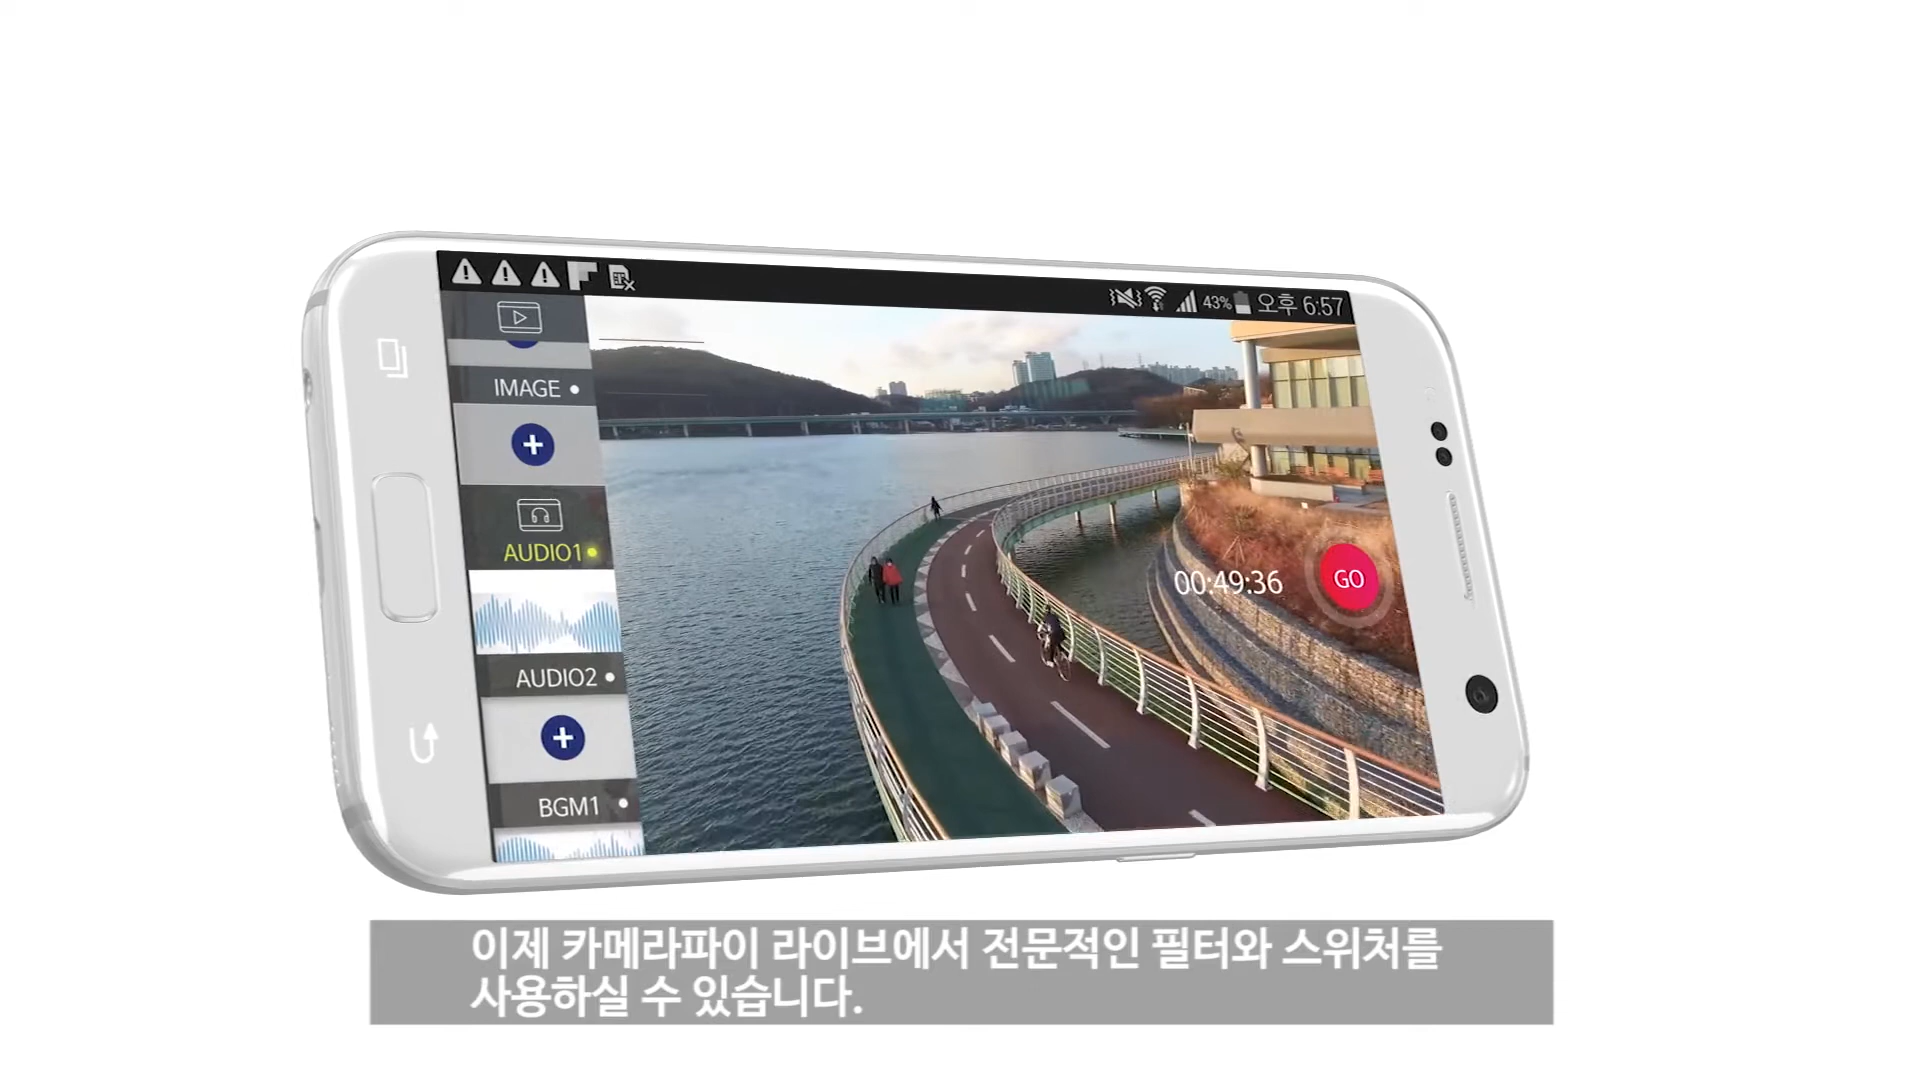 43% 오후 6:57
IMAGE
AUDIO1
00:49:36
GO
AUDIO2
BGM1
이제 카메라파이 라이브에서 전문적인 필터와 스위처를
사용하실 수 있습니다.